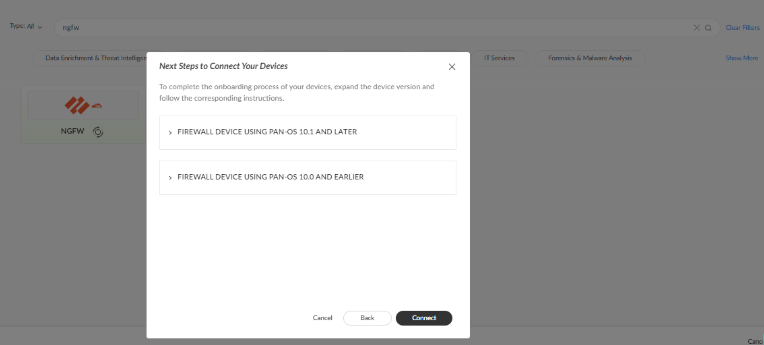 Type: All
ngfw
Clear Filters
Data Enrichment & Threat Intelligen
IT Services
Forensics & Malware Analysis
Show More
NGFW
Next Steps to Connect Your Devices
To complete the onboarding process of your devices, expand the device version and
follow the corresponding instructions.
FIREWALL DEVICE USING PAN-OS 10.1 AND LATER
FIREWALL DEVICE USING PAN-OS 10.0 AND EARLIER
Cancel
Back
Connect
Canc